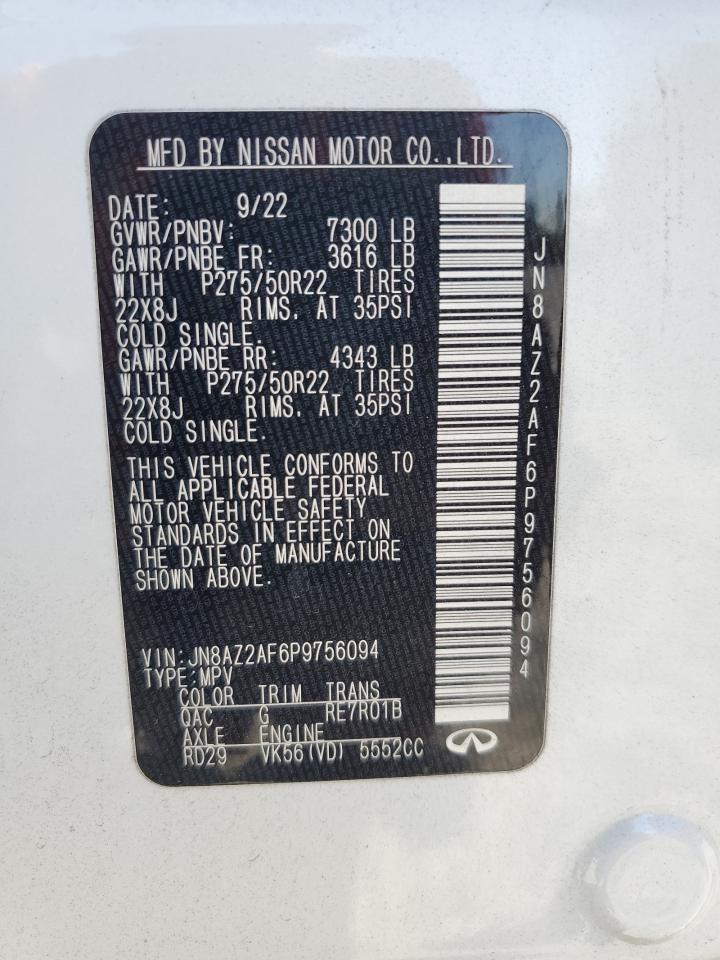 MFD BY NISSAN MOTOR CO.,LTD.
DATE: 9/22
GVWR/PNBV: 7300 LB
GAWR/PNBE FR: 3616 LB
WITH P275/50R22 TIRES
22X8J RIMS. AT 35PSI
COLD SINGLE.
GAWR/PNBE RR: 4343 LB
WITH P275/50R22 TIRES
22X8J RIMS. AT 35PSI
COLD SINGLE.
THIS VEHICLE CONFORMS TO
ALL APPLICABLE FEDERAL
MOTOR VEHICLE SAFETY
STANDARDS IN EFFECT ON
THE DATE OF MANUFACTURE
SHOWN ABOVE.
VIN:JN8AZ2AF6P9756094
TYPE:MPV
COLOR TRIM TRANS
QAC G RE7R01B
AXLE ENGINE
RD29 VK56(VD) 5552CC
JN8AZ2AF6P9756094